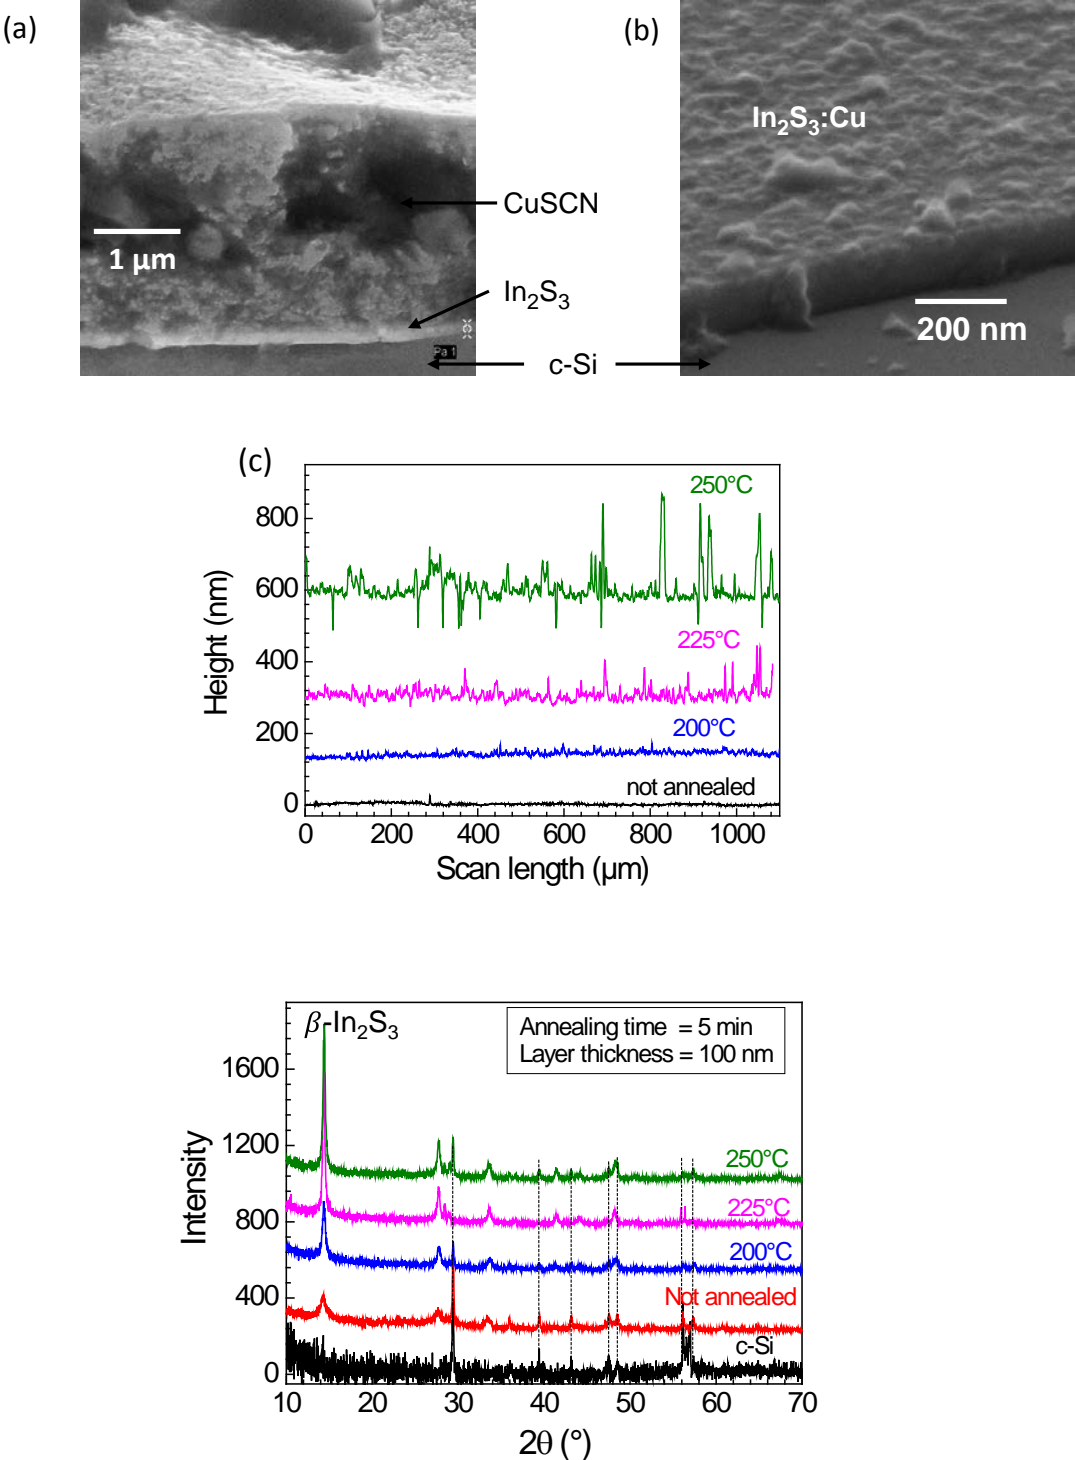 (a)
(b)
In₂S₃:Cu
CuSCN
1 µm
In₂S₃
200 nm
c-Si
Pa 1
(c)
250°C
800
600
225°C
400
200°C
200
not annealed
0
Height (nm)
0 200 400 600 800 1000
Scan length (µm)
β-In₂S₃
Annealing time = 5 min
Layer thickness = 100 nm
1600
1200
250°C
225°C
800
200°C
400
Not annealed
c-Si
0
Intensity
10 20 30 40 50 60 70
2θ (°)